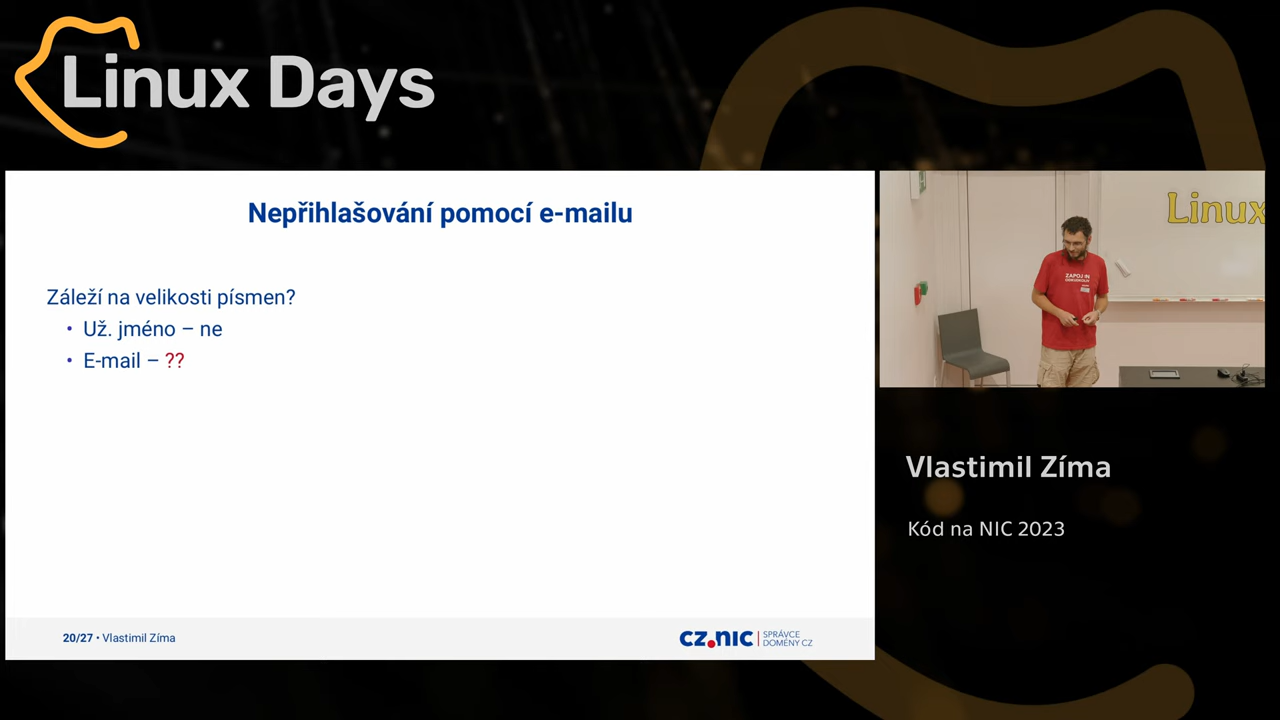 Linux Days
Nepřihlašování pomocí e-mailu
Záleží na velikosti písmen?
• Už. jméno – ne
• E-mail – ??
20/27 • Vlastimil Zíma
CZ.NIC | SPRÁVCE
DOMÉNY CZ
Linux
ZAPOJ
Vlastimil Zíma
Kód na NIC 2023